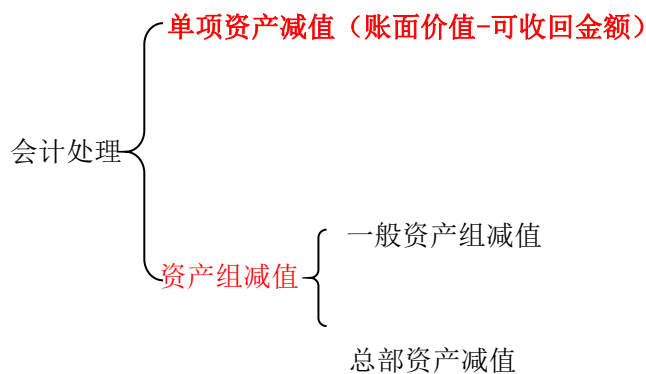 单项资产减值（账面价值-可收回金额）
会计处理
一般资产组减值
资产组减值
总部资产减值